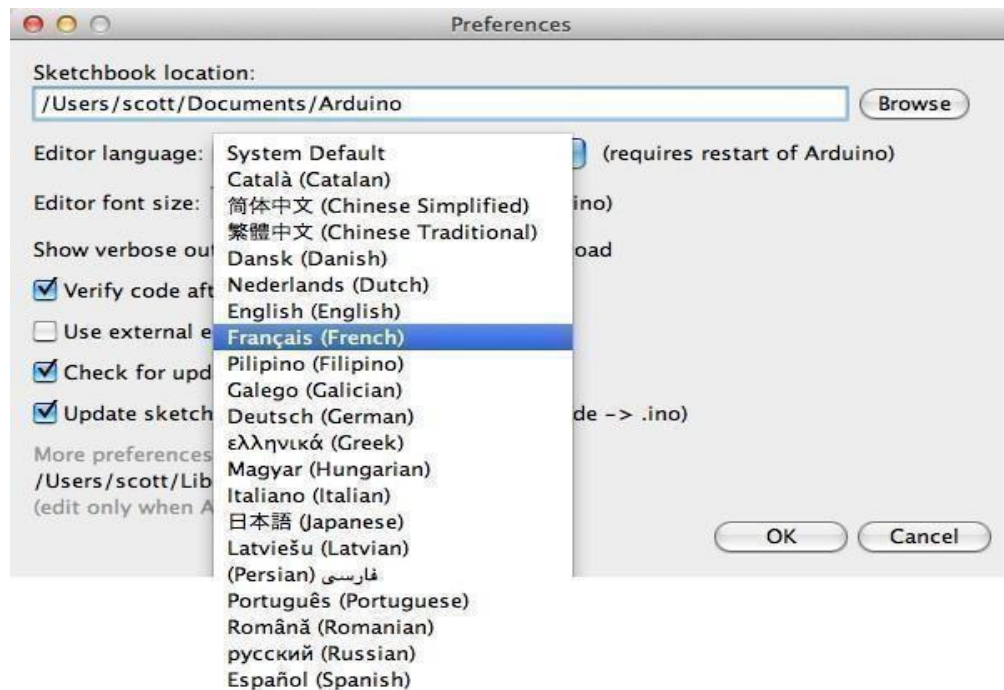 Preferences
Sketchbook location:
/Users/scott/Documents/Arduino
Browse
Editor language:
(requires restart of Arduino)
Editor font size:
ino)
Show verbose out
oad
Verify code aft
Use external e
Check for upd
Update sketch
de -> .ino)
More preferences
/Users/scott/Lib
(edit only when A
System Default
Català (Catalan)
简体中文 (Chinese Simplified)
繁體中文 (Chinese Traditional)
Dansk (Danish)
Nederlands (Dutch)
English (English)
Français (French)
Pilipino (Filipino)
Galego (Galician)
Deutsch (German)
ελληνικά (Greek)
Magyar (Hungarian)
Italiano (Italian)
日本語 (Japanese)
Latviešu (Latvian)
فارسی (Persian)
Português (Portuguese)
Română (Romanian)
русский (Russian)
Español (Spanish)
OK
Cancel